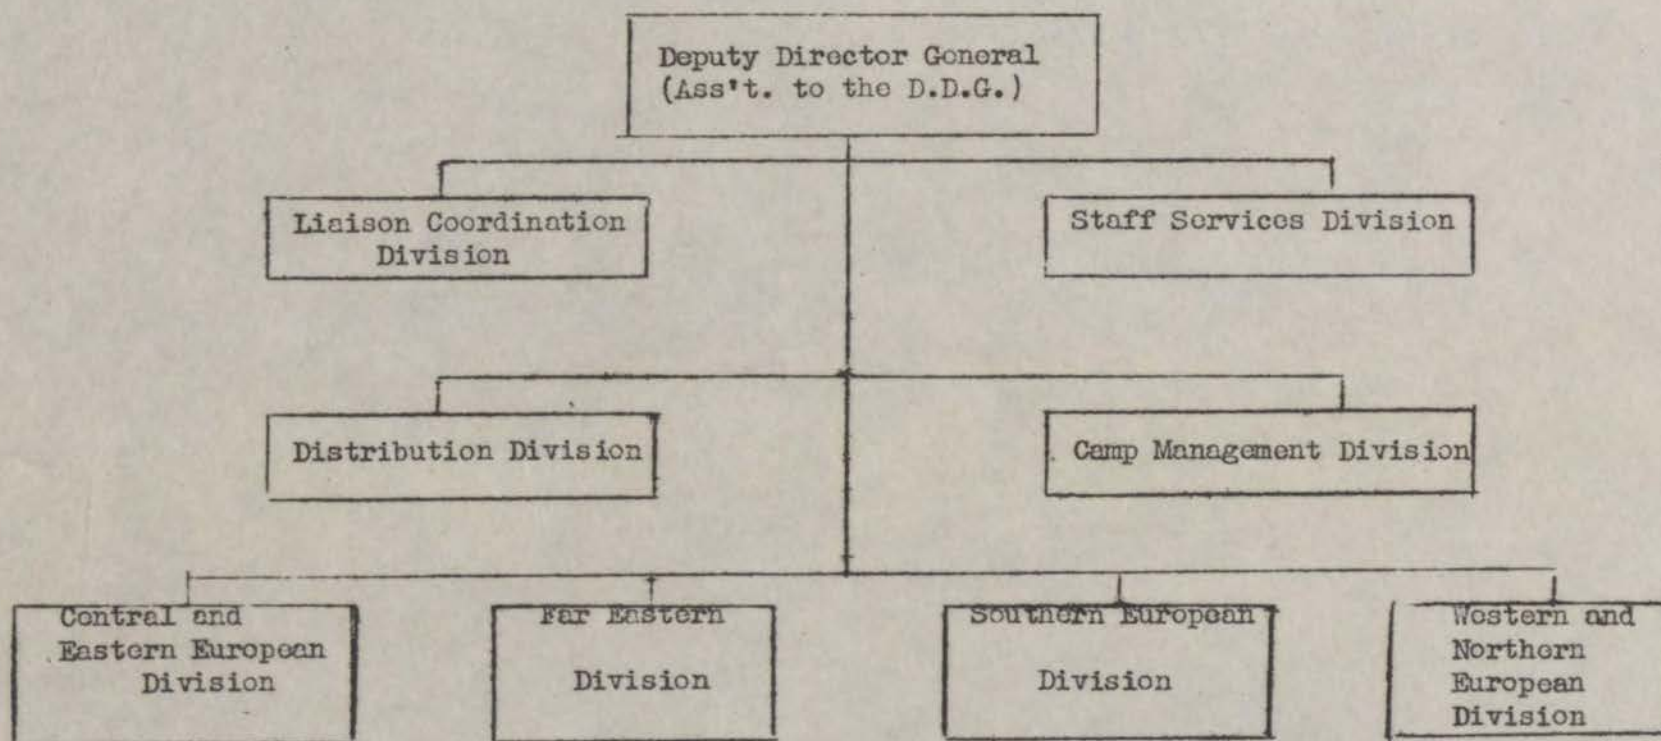 Deputy Director General
(Ass't. to the D.D.G.)
Liaison Coordination
Division
Staff Services Division
Distribution Division
Camp Management Division
Central and
Eastern European
Division
Far Eastern
Division
Southern European
Division
Western and
Northern
European
Division